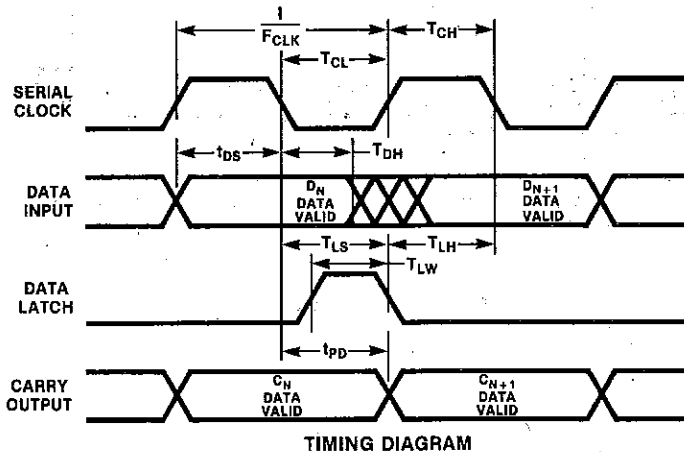 1
F_CLK
T_CH
T_CL
SERIAL
CLOCK
t_DS
T_DH
DATA
INPUT
D_N
DATA
VALID
D_N+1
DATA
VALID
T_LS
T_LH
T_LW
DATA
LATCH
t_PD
CARRY
OUTPUT
C_N
DATA
VALID
C_N+1
DATA
VALID
TIMING DIAGRAM